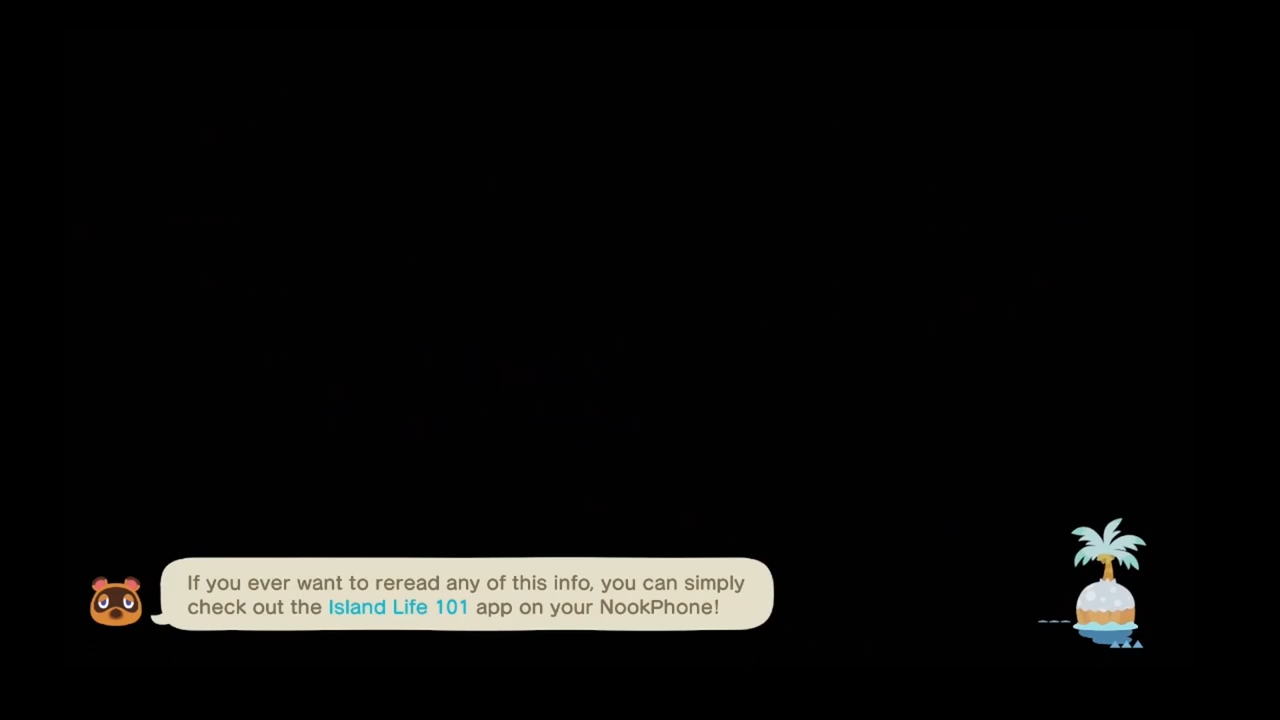 If you ever want to reread any of this info, you can simply
check out the Island Life 101 app on your NookPhone!